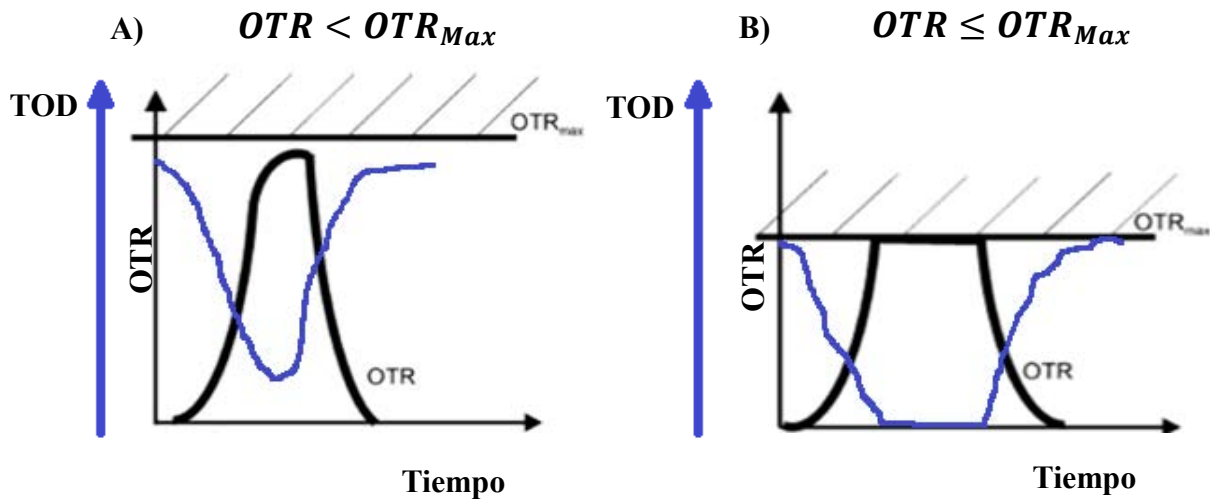 A)
OTR < OTR_Max
TOD
OTR_max
OTR
OTR
Tiempo
B)
OTR ≤ OTR_Max
TOD
OTR_max
OTR
OTR
Tiempo